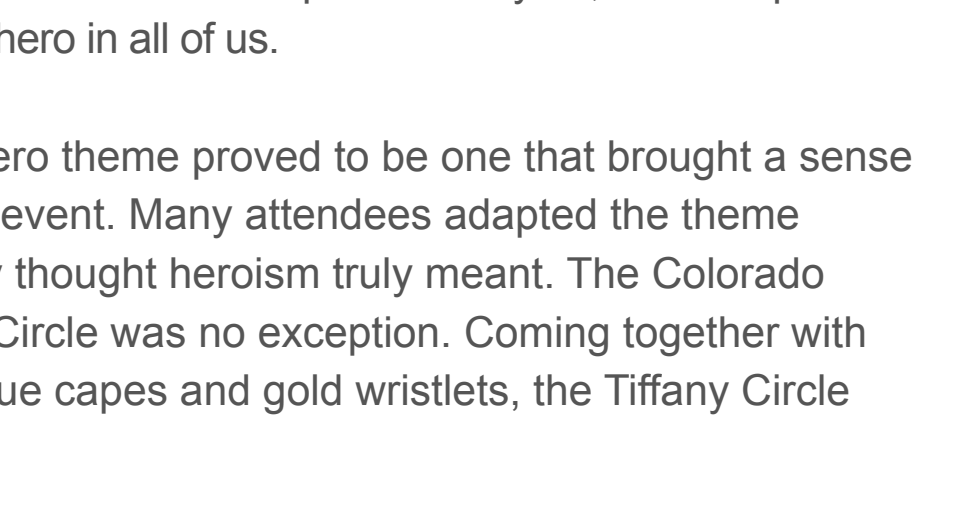 hero in all of us.
theme proved to be one that brought a sense
event. Many attendees adapted the theme
thought heroism truly meant. The Colorado
Circle was no exception. Coming together with
capes and gold wristlets, the Tiffany Circle